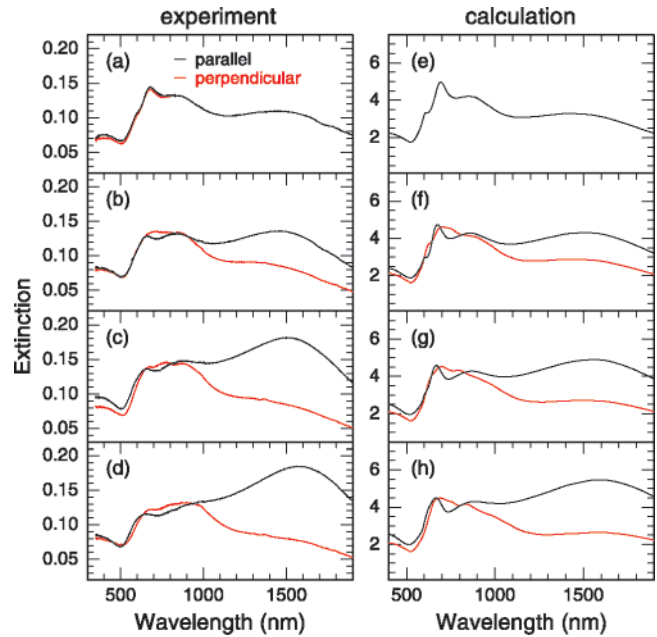 experiment
calculation
(a)
parallel
perpendicular
0.20
0.15
0.10
0.05
(e)
6
4
2
(b)
0.20
0.15
0.10
0.05
(f)
6
4
2
Extinction
(c)
0.20
0.15
0.10
0.05
(g)
6
4
2
(d)
0.20
0.15
0.10
0.05
(h)
6
4
2
500 1000 1500
500 1000 1500
Wavelength (nm)
Wavelength (nm)